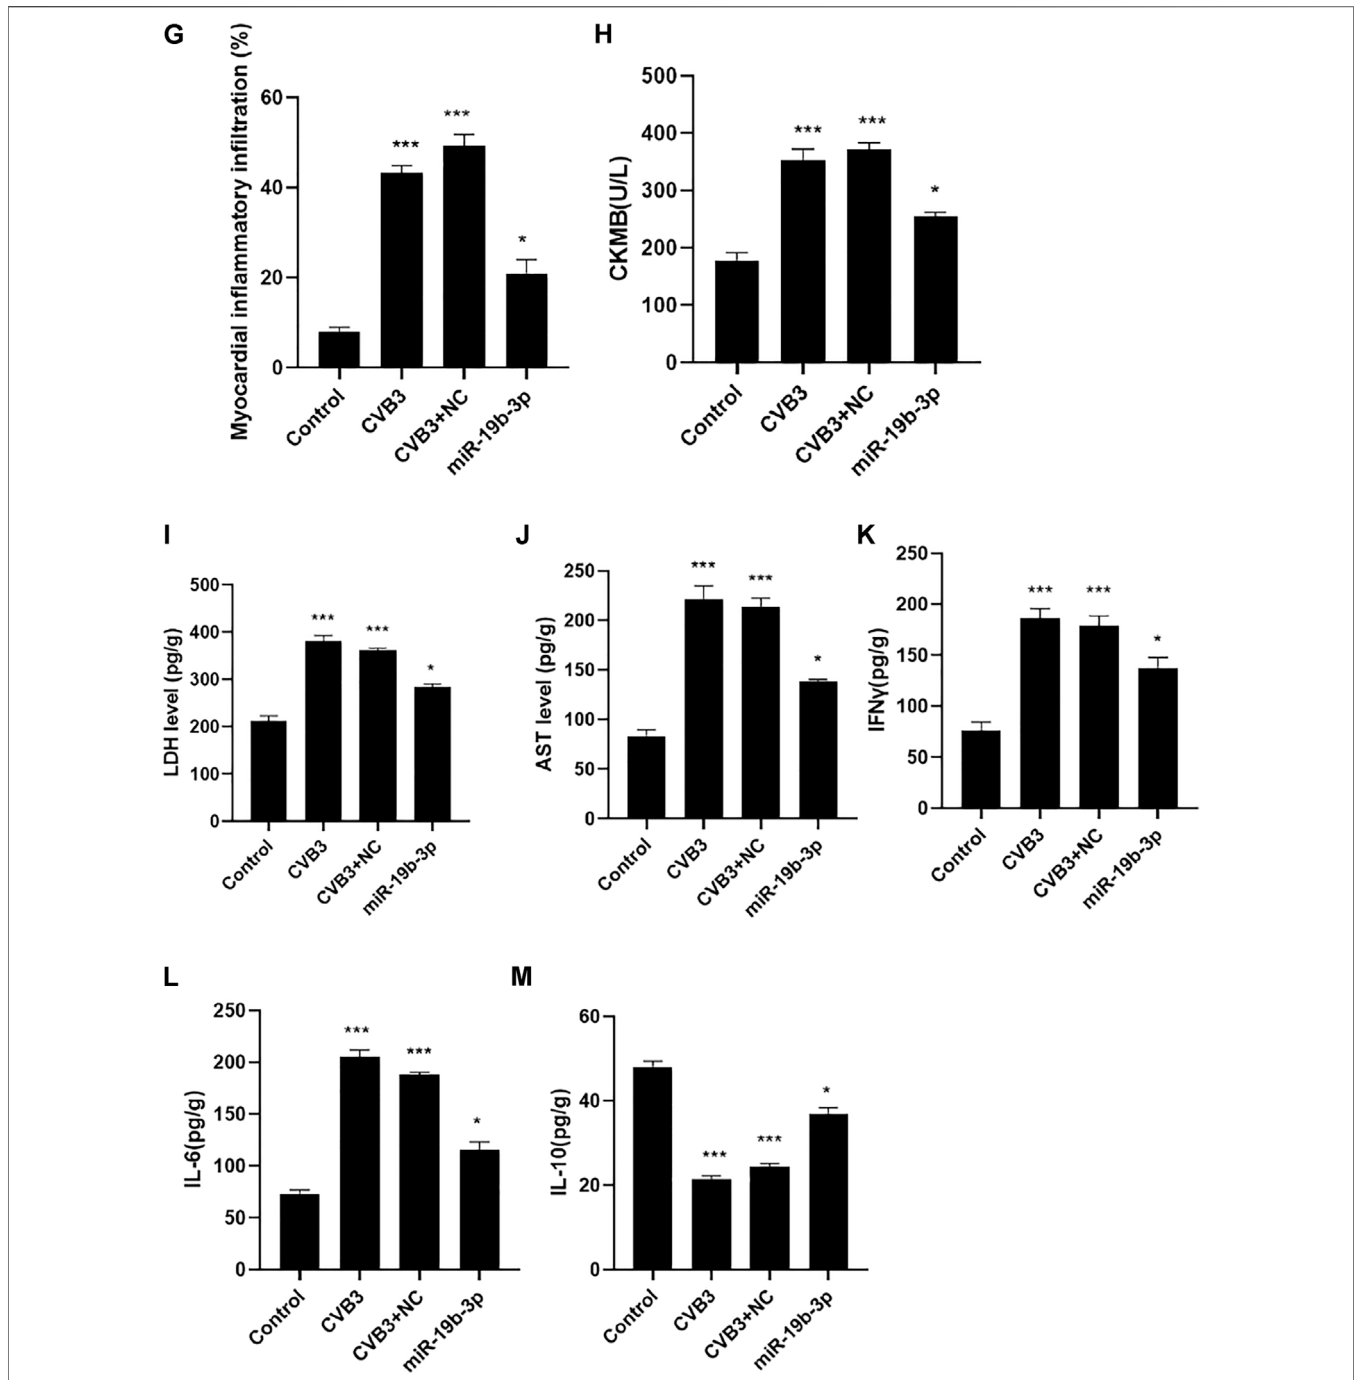 G
Myocardial inflammatory infiltration (%)
60
40
20
0
***
***
*
Control
CVB3
CVB3+NC
miR-19b-3p
H
CKMB(U/L)
500
400
300
200
100
0
***
***
*
Control
CVB3
CVB3+NC
miR-19b-3p
I
LDH level (pg/g)
500
400
300
200
100
0
***
***
*
Control
CVB3
CVB3+NC
miR-19b-3p
J
AST level (pg/g)
250
200
150
100
50
0
***
***
*
Control
CVB3
CVB3+NC
miR-19b-3p
K
IFNγ(pg/g)
250
200
150
100
50
0
***
***
*
Control
CVB3
CVB3+NC
miR-19b-3p
L
IL-6(pg/g)
250
200
150
100
50
0
***
***
*
Control
CVB3
CVB3+NC
miR-19b-3p
M
IL-10(pg/g)
60
40
20
0
***
***
*
Control
CVB3
CVB3+NC
miR-19b-3p